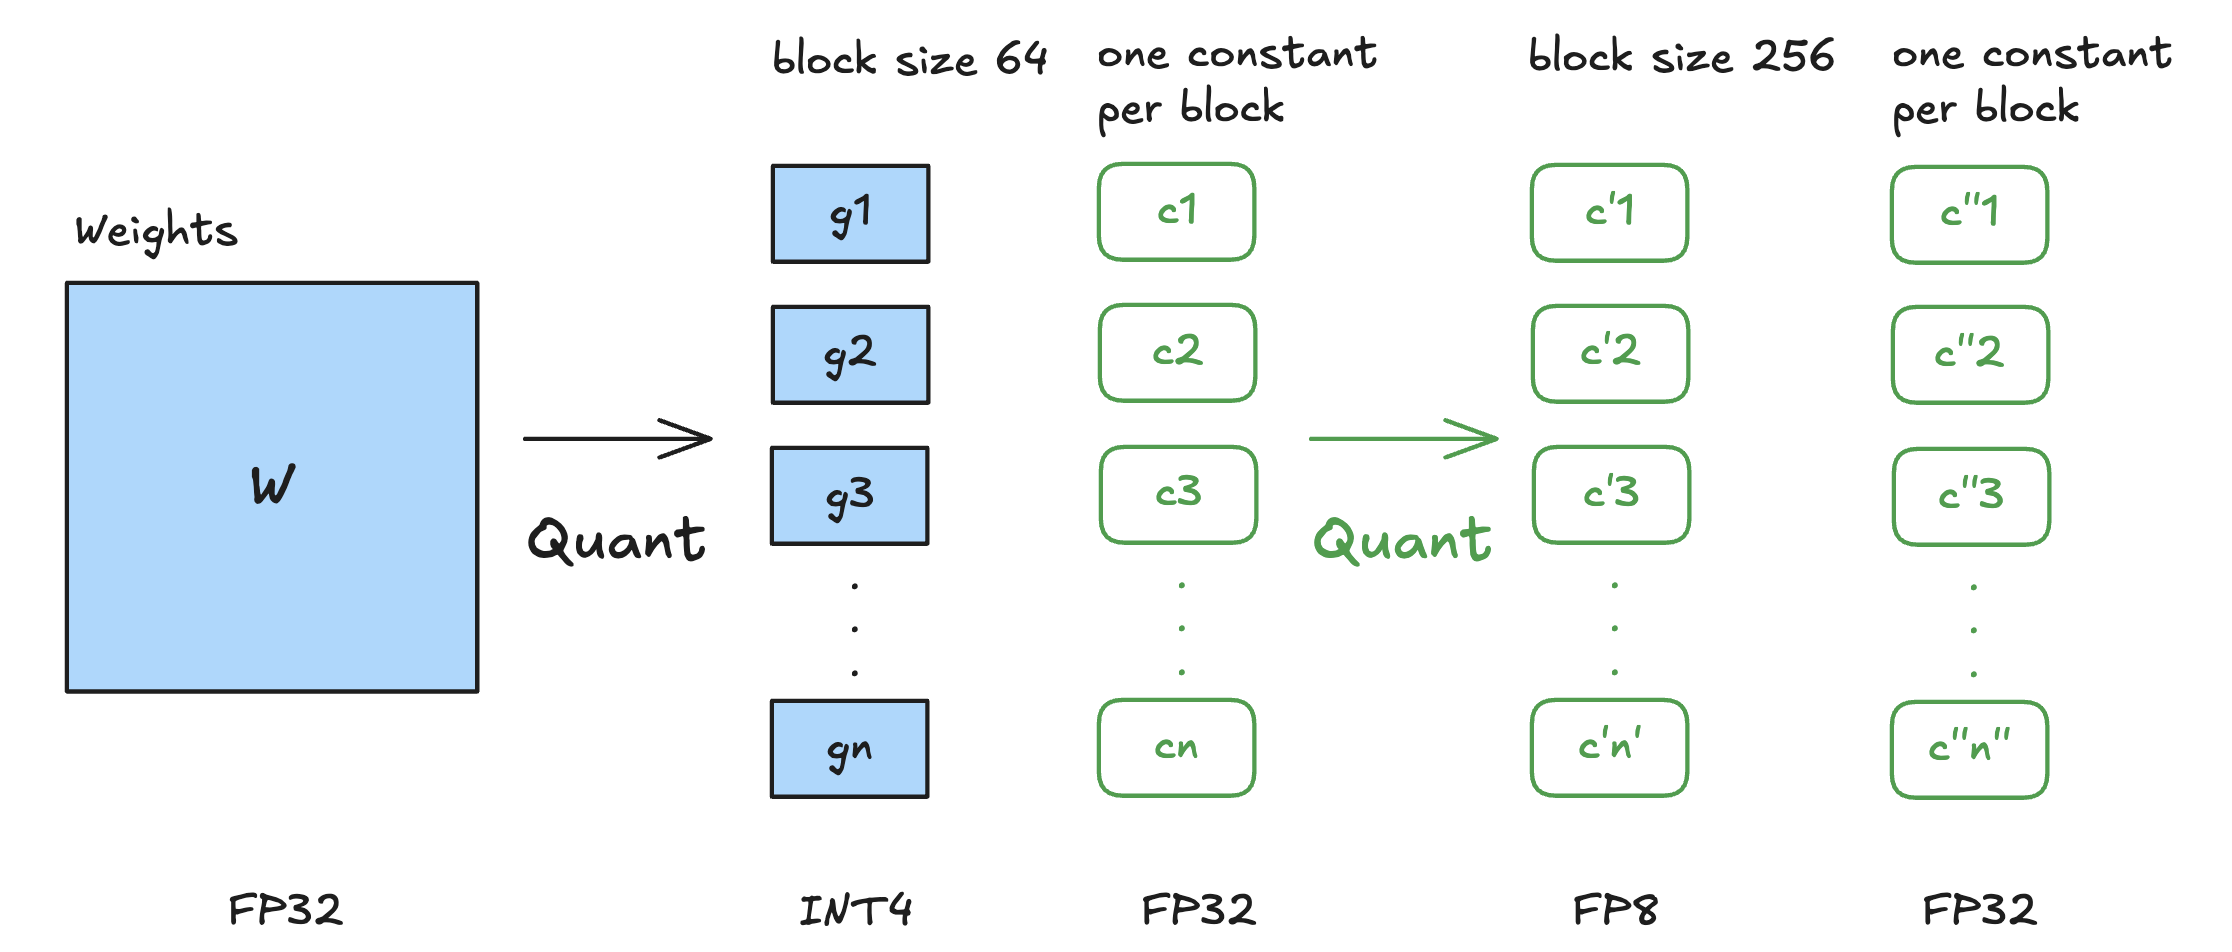 block size 64
one constant
per block
block size 256
one constant
per block
Weights
W
Quant
g1
g2
g3
.
.
.
gn
c1
c2
c3
.
.
.
cn
Quant
c'1
c'2
c'3
.
.
.
c'n'
c"1
c"2
c"3
.
.
.
c"n"
FP32
INT4
FP32
FP8
FP32